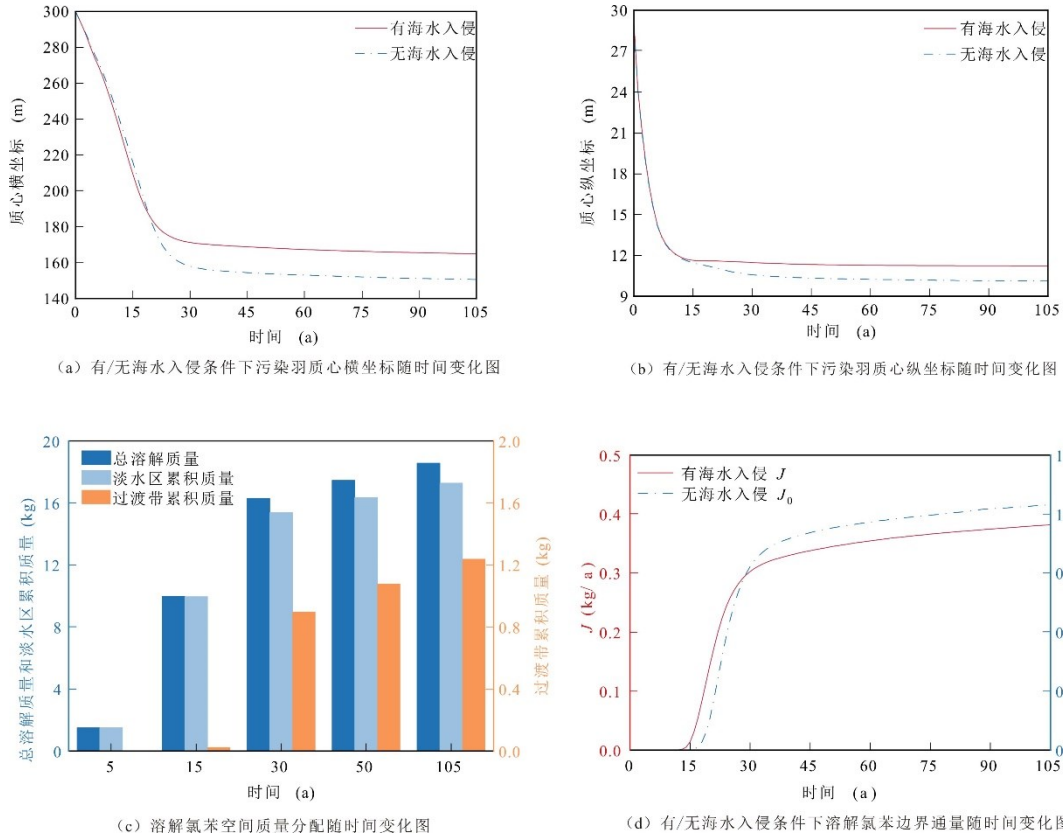 300
280
260
240
220
200
180
160
140
质心横坐标 (m)
有海水入侵
无海水入侵
0 15 30 45 60 75 90 105
时间 (a)
(a) 有/无海水入侵条件下污染羽质心横坐标随时间变化图
30
27
24
21
18
15
12
9
质心纵坐标 (m)
有海水入侵
无海水入侵
0 15 30 45 60 75 90 105
时间 (a)
(b) 有/无海水入侵条件下污染羽质心纵坐标随时间变化图
20
16
12
8
4
0
总溶解质量和淡水区累积质量 (kg)
总溶解质量
淡水区累积质量
过渡带累积质量
2.0
1.6
1.2
0.8
0.4
0.0
过渡带累积质量 (kg)
5 15 30 50 105
时间 (a)
(c) 溶解氯苯空间质量分配随时间变化图
0.5
0.4
0.3
0.2
0.1
0.0
J (kg/a)
有海水入侵 J
无海水入侵 J₀
0 15 30 45 60 75 90 105
时间 (a)
(d) 有/无海水入侵条件下溶解氯苯边界通量随时间变化